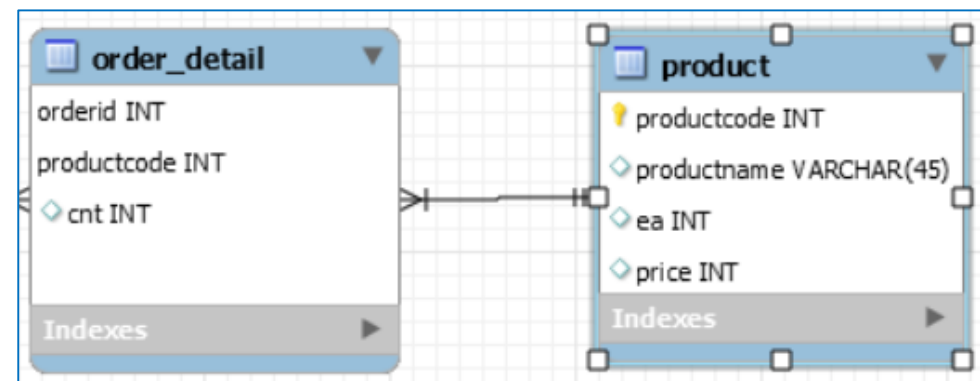 order_detail
orderid INT
productcode INT
cnt INT
Indexes
product
productcode INT
productname VARCHAR(45)
ea INT
price INT
Indexes